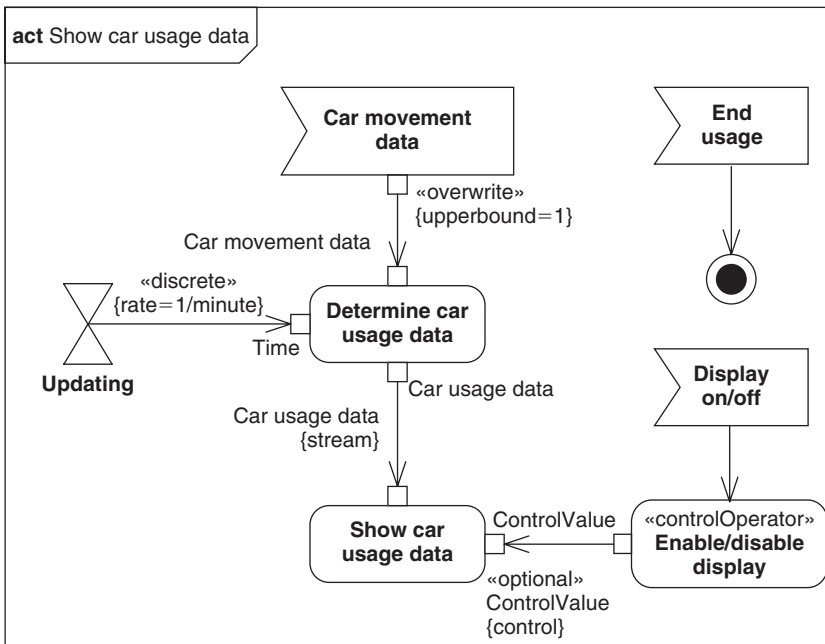 act Show car usage data
Car movement
data
End
usage
«overwrite»
{upperbound=1}
Car movement data
«discrete»
{rate=1/minute}
Determine car
usage data
Time
Updating
Car usage data
Display
on/off
Car usage data
{stream}
Show car
usage data
ControlValue
«controlOperator»
Enable/disable
display
«optional»
ControlValue
{control}